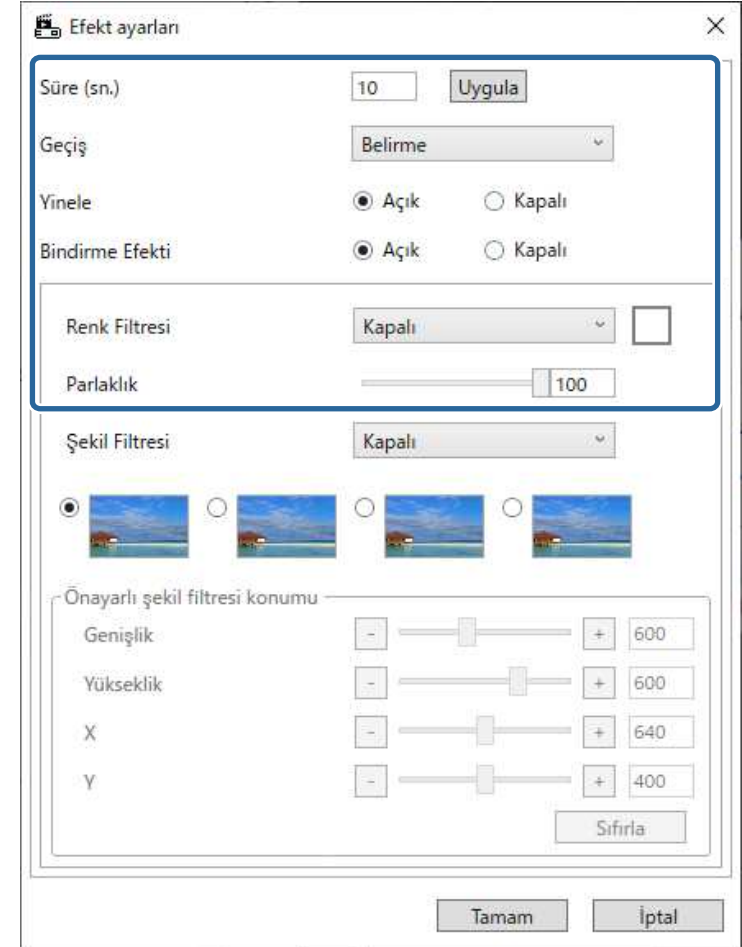 Efekt ayarları
Süre (sn.) 10 Uygula
Geçiş Belirme
Yinele Açık Kapalı
Bindirme Efekti Açık Kapalı
Renk Filtresi Kapalı
Parlaklık 100
Şekil Filtresi Kapalı
Önayarlı şekil filtresi konumu
Genişlik - + 600
Yükseklik - + 600
X - + 640
Y - + 400
Sıfırla
Tamam İptal